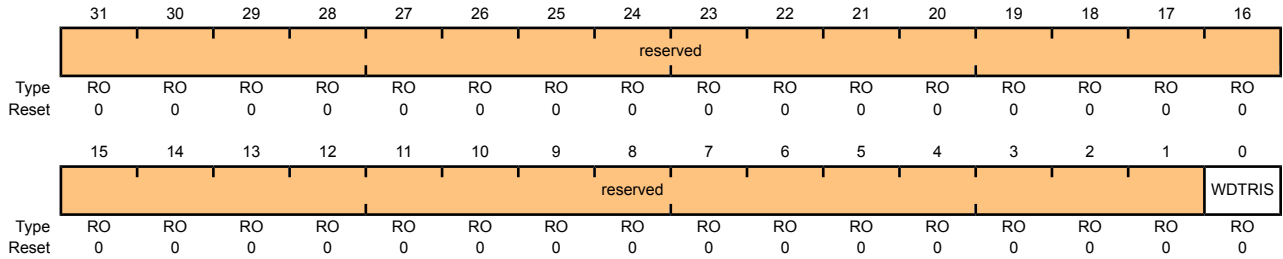 31 30 29 28 27 26 25 24 23 22 21 20 19 18 17 16
reserved
Type RO RO RO RO RO RO RO RO RO RO RO RO RO RO RO RO
Reset 0 0 0 0 0 0 0 0 0 0 0 0 0 0 0 0
15 14 13 12 11 10 9 8 7 6 5 4 3 2 1 0
reserved WDTRIS
Type RO RO RO RO RO RO RO RO RO RO RO RO RO RO RO RO
Reset 0 0 0 0 0 0 0 0 0 0 0 0 0 0 0 0